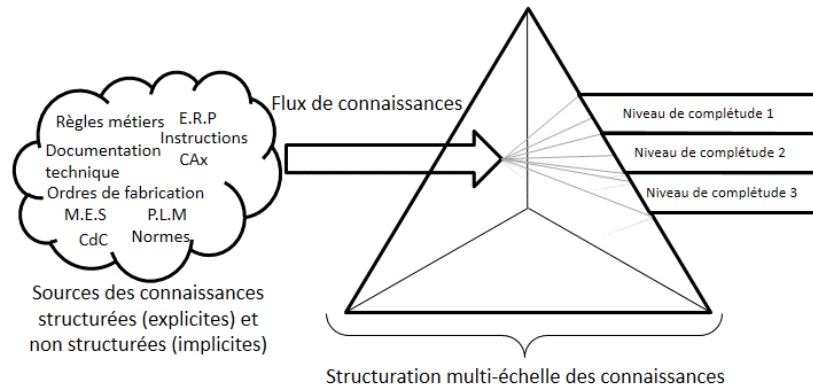 Flux de connaissances
Règles métiers
E.R.P
Instructions
Documentation
technique
CAx
Ordres de fabrication
M.E.S
P.L.M
CdC
Normes
Sources des connaissances
structurées (explicites) et
non structurées (implicites)
Niveau de complétude 1
Niveau de complétude 2
Niveau de complétude 3
Structuration multi-échelle des connaissances